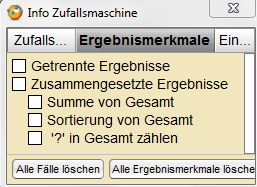 Info Zufallsmaschine
Zufalls... Ergebnismerkmale Ein...
Getrennte Ergebnisse
Zusammengesetzte Ergebnisse
Summe von Gesamt
Sortierung von Gesamt
'?' in Gesamt zählen
Alle Fälle löschen Alle Ergebnismerkmale lösche